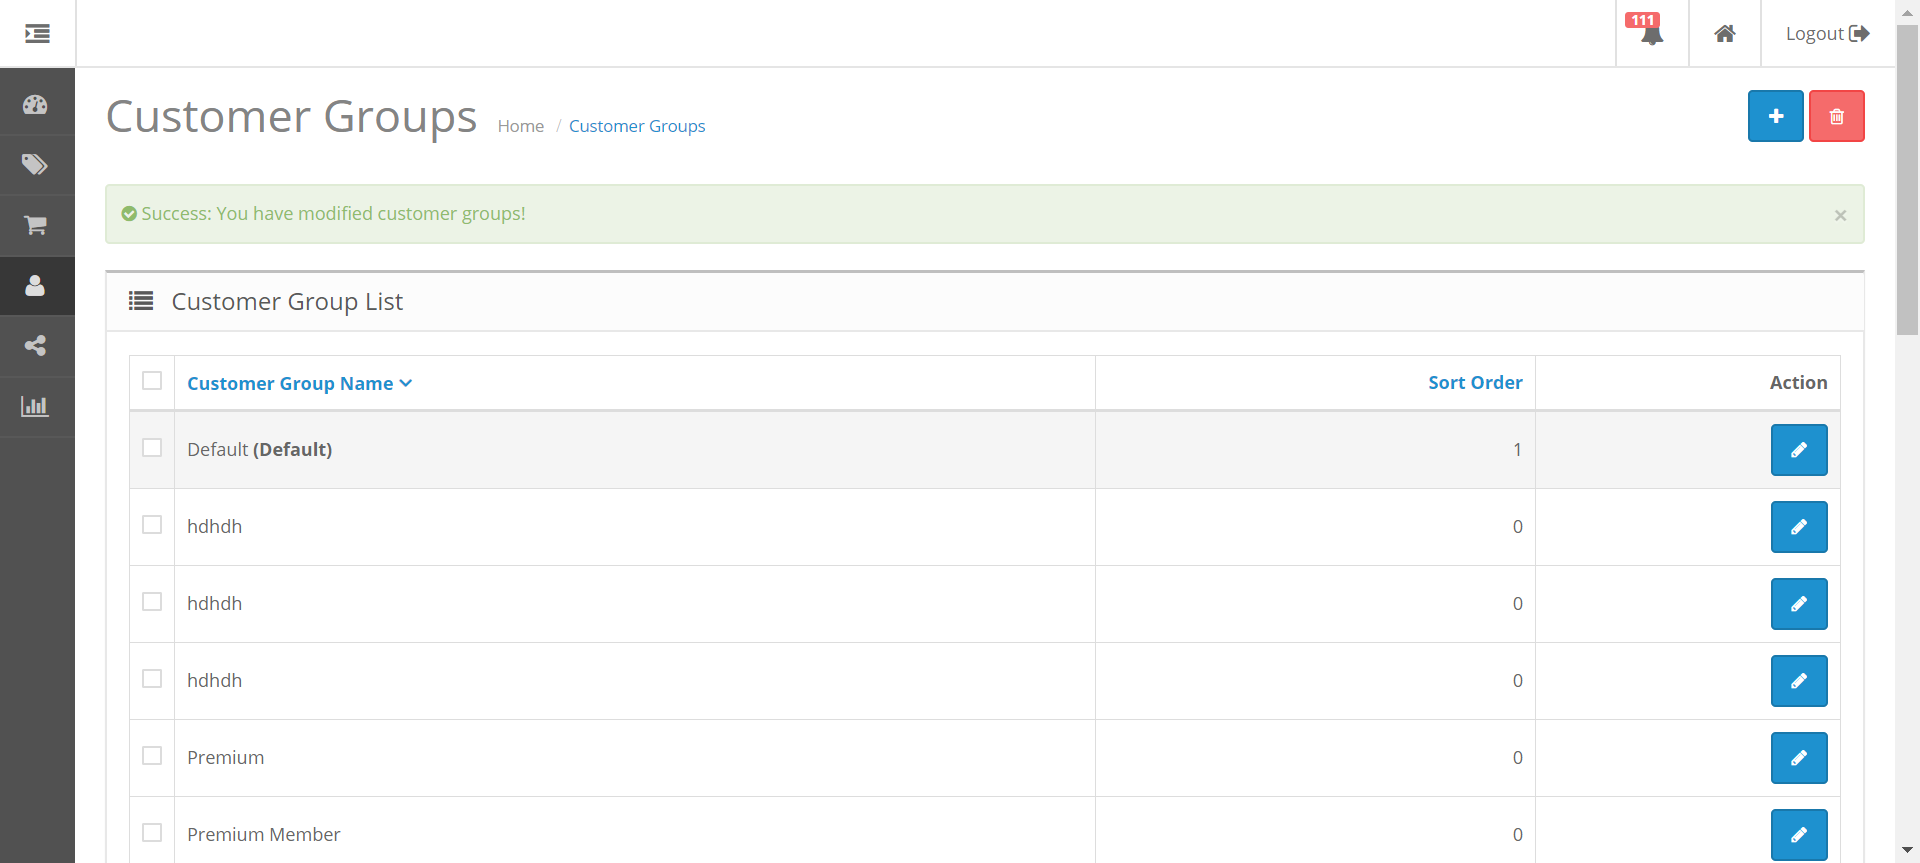 111
Logout
Customer Groups
Home / Customer Groups
Success: You have modified customer groups!
×
Customer Group List
Customer Group Name Sort Order Action
Default (Default) 1
hdhdh 0
hdhdh 0
hdhdh 0
Premium 0
Premium Member 0